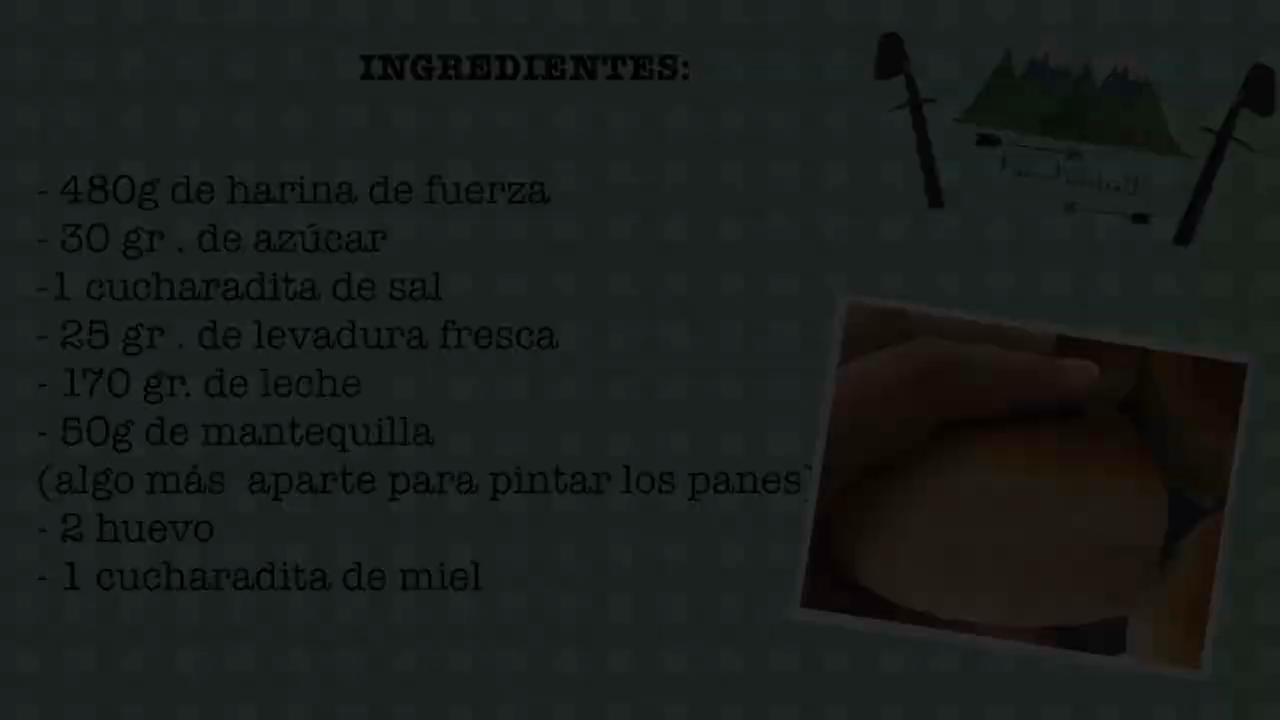 INGREDIENTES:
- 480g de harina de fuerza
- 30 gr . de azúcar
-1 cucharadita de sal
- 25 gr . de levadura fresca
- 170 gr. de leche
- 50g de mantequilla
(algo más aparte para pintar los panes)
- 2 huevo
- 1 cucharadita de miel